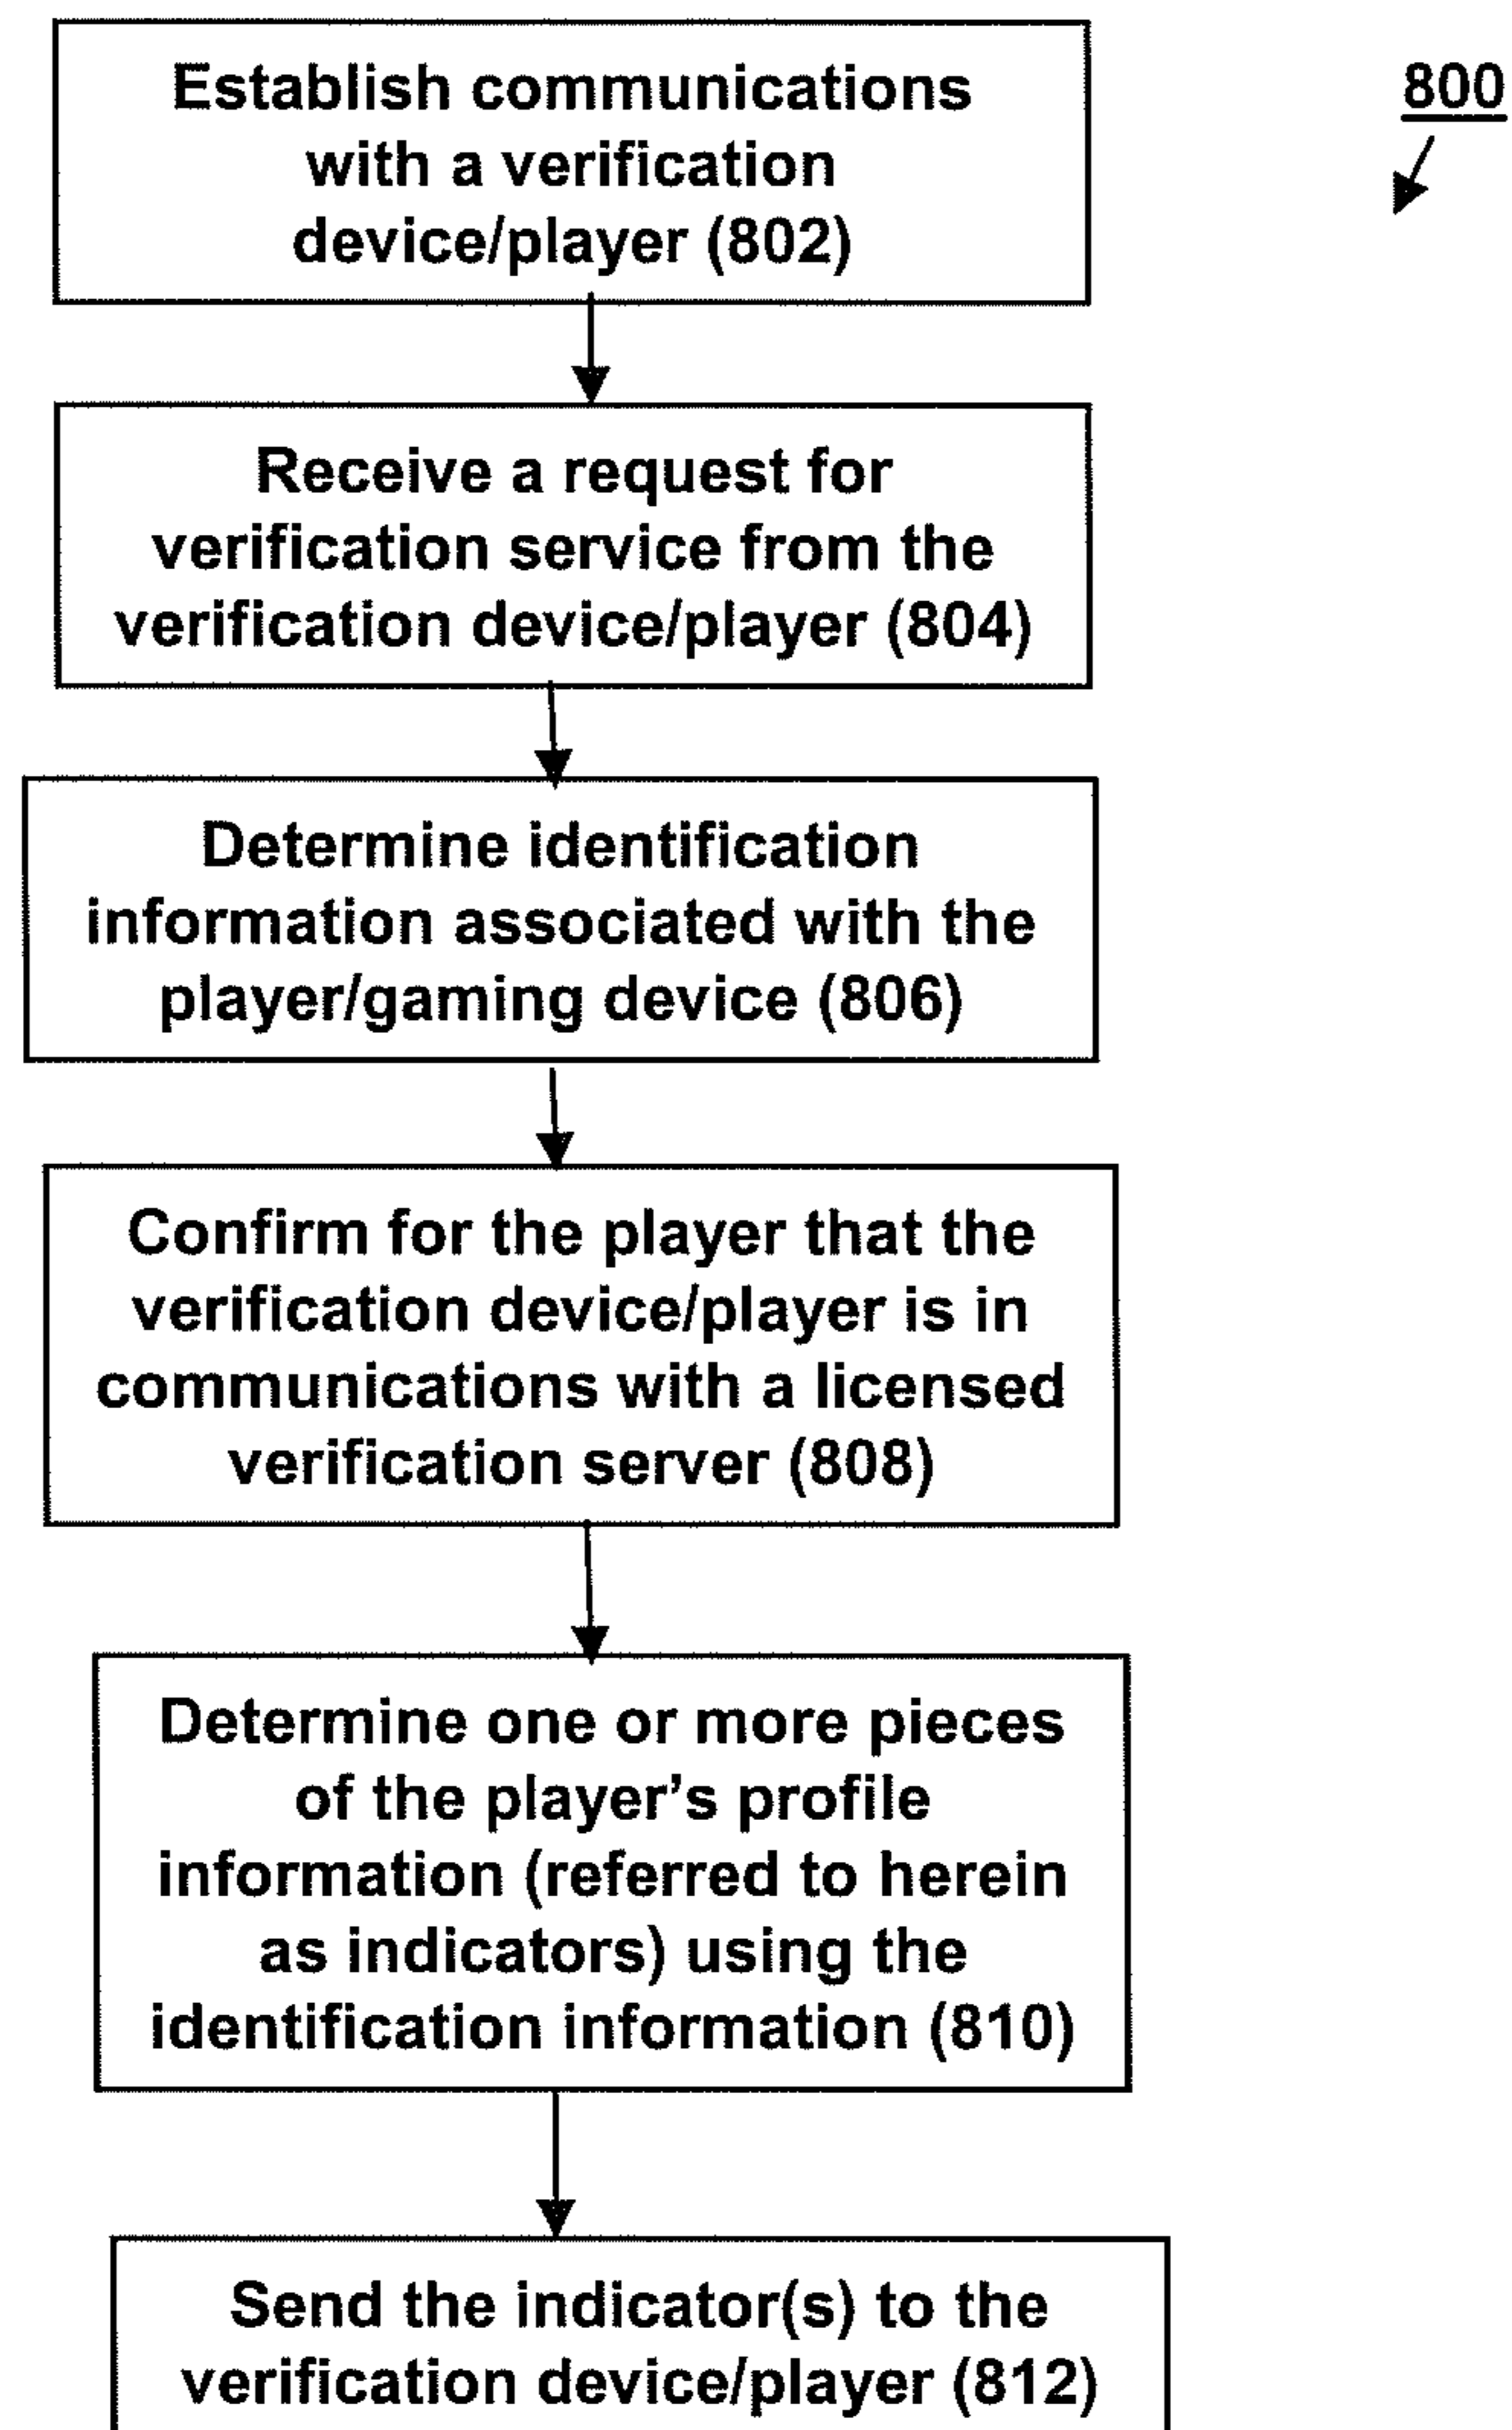 Establish communications
with a verification
device/player (802)
800
Receive a request for
verification service from the
verification device/player (804)
Determine identification
information associated with the
player/gaming device (806)
Confirm for the player that the
verification device/player is in
communications with a licensed
verification server (808)
Determine one or more pieces
of the player's profile
information (referred to herein
as indicators) using the
identification information (810)
Send the indicator(s) to the
verification device/player (812)